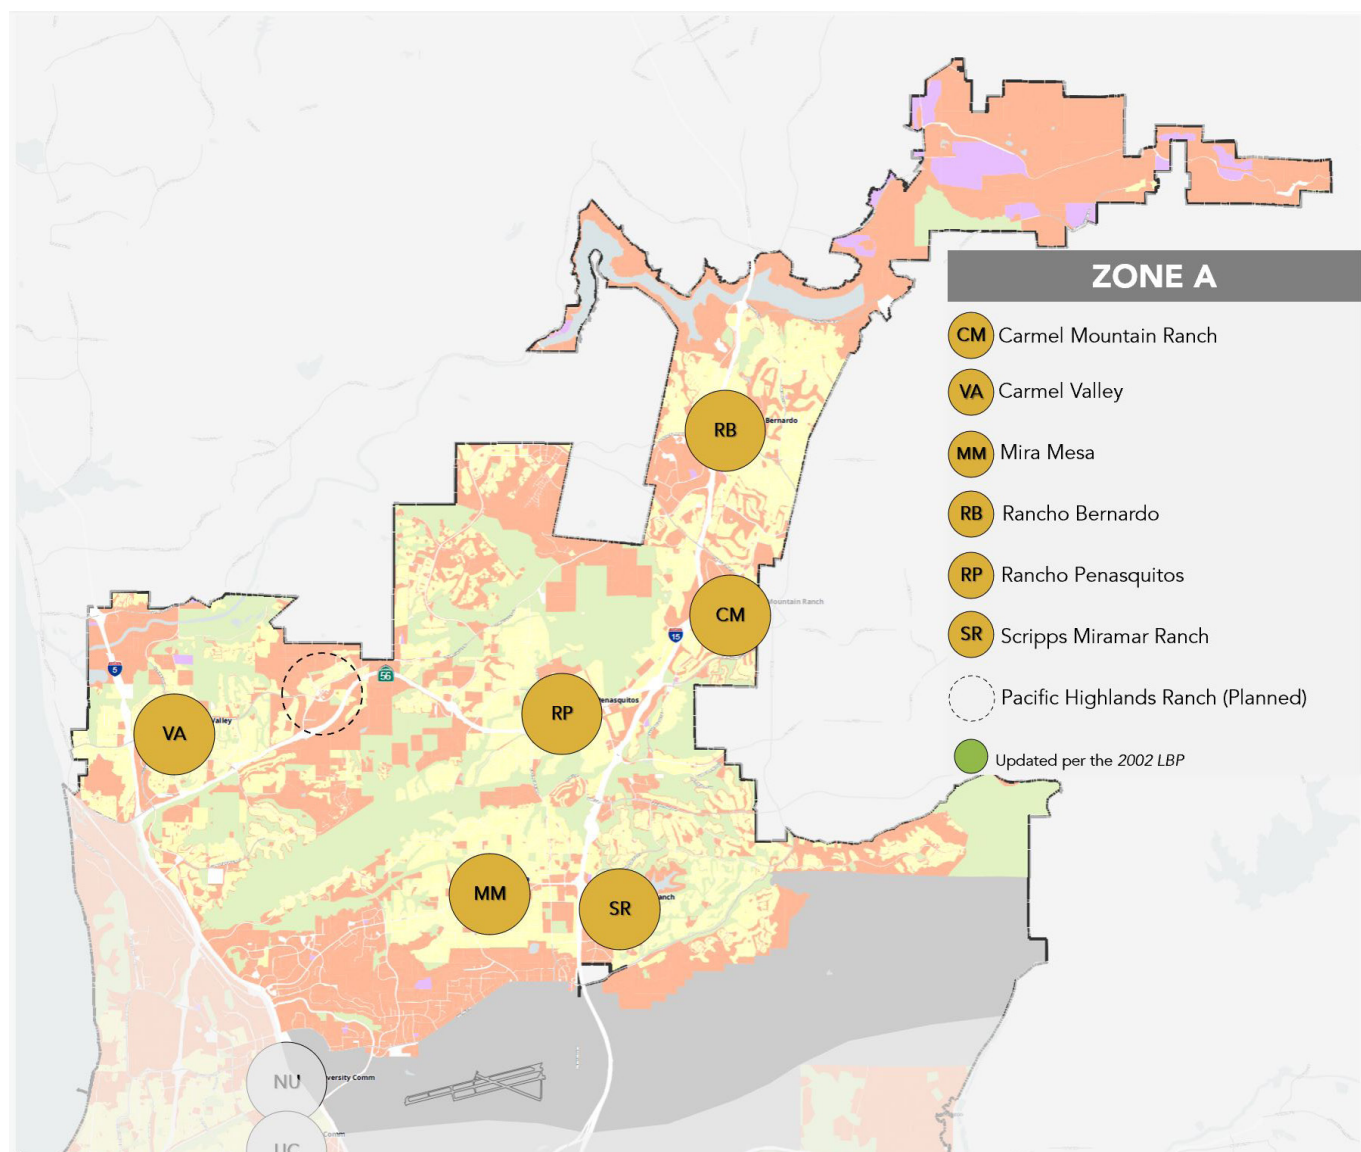 ZONE A
CM Carmel Mountain Ranch
VA Carmel Valley
MM Mira Mesa
RB Rancho Bernardo
RP Rancho Penasquitos
SR Scripps Miramar Ranch
Pacific Highlands Ranch (Planned)
Updated per the 2002 LBP
RB
Bernardo
CM
Mountain Ranch
15
5
56
RP
enasquitos
VA
Valley
MM
SR
anch
NU
versity Comm
Comm
UC